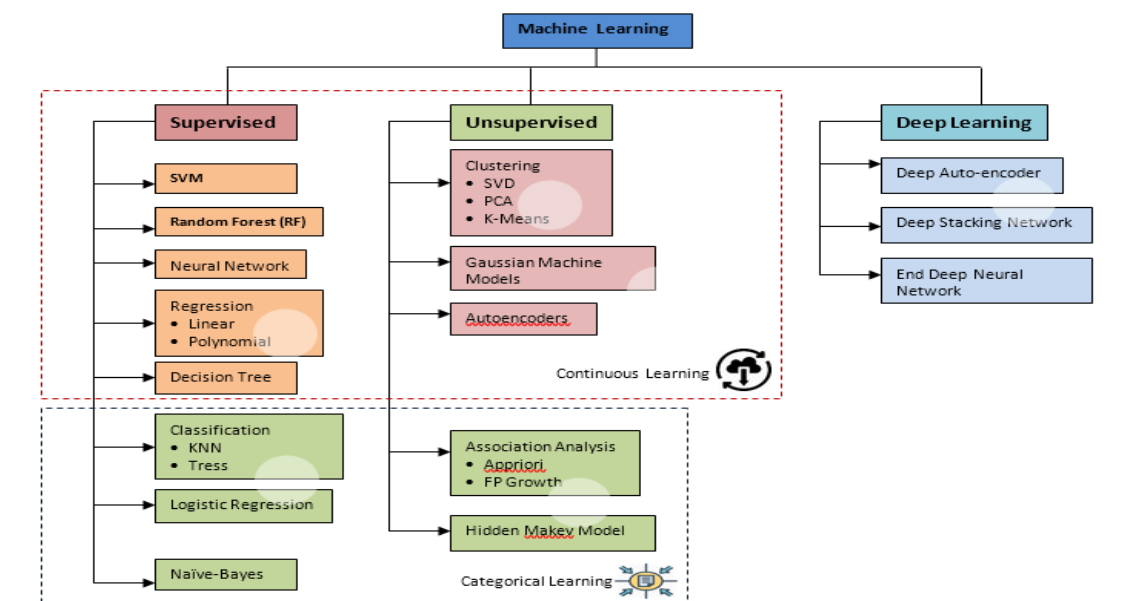 Machine Learning
Supervised
Unsupervised
Deep Learning
SVM
Random Forest (RF)
Neural Network
Regression
• Linear
• Polynomial
Decision Tree
Clustering
• SVD
• PCA
• K-Means
Gaussian Machine
Models
Autoencoders
Continuous Learning
Deep Auto-encoder
Deep Stacking Network
End Deep Neural
Network
Classification
• KNN
• Tress
Logistic Regression
Naïve-Bayes
Association Analysis
• Appriori
• FP Growth
Hidden Makev Model
Categorical Learning